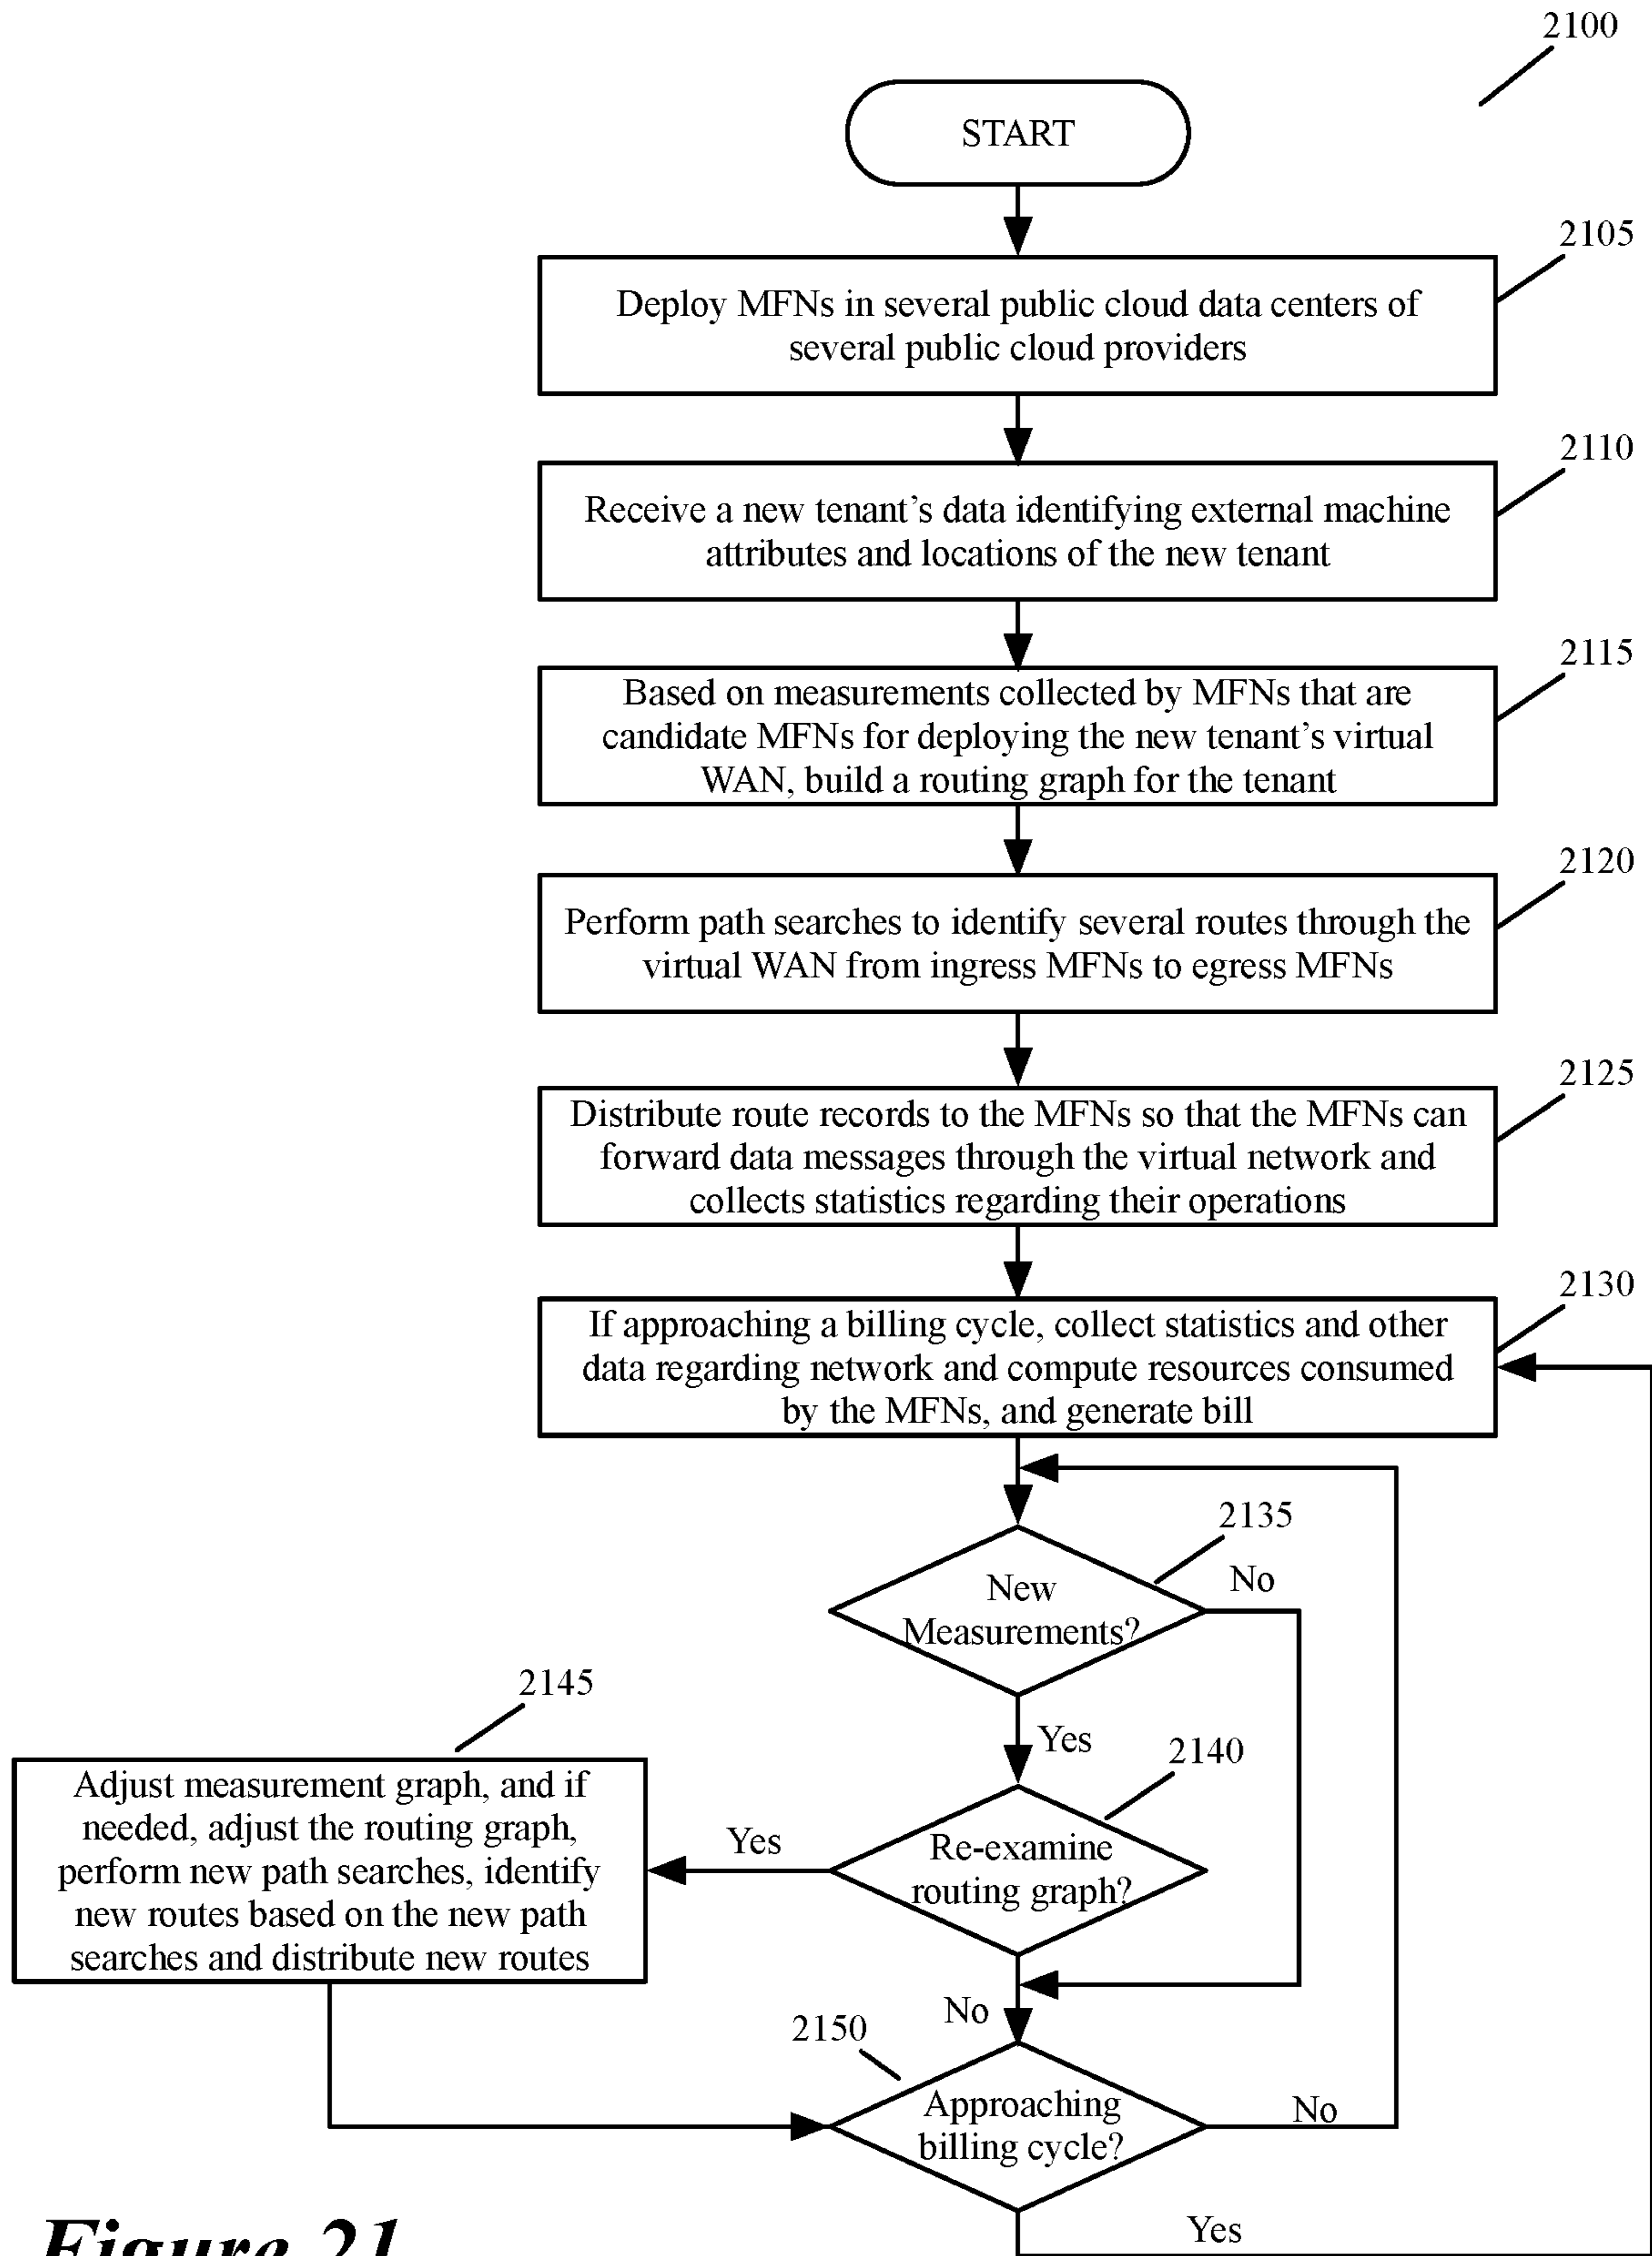 2100
START
2105
Deploy MFNs in several public cloud data centers of
several public cloud providers
2110
Receive a new tenant’s data identifying external machine
attributes and locations of the new tenant
2115
Based on measurements collected by MFNs that are
candidate MFNs for deploying the new tenant’s virtual
WAN, build a routing graph for the tenant
2120
Perform path searches to identify several routes through the
virtual WAN from ingress MFNs to egress MFNs
2125
Distribute route records to the MFNs so that the MFNs can
forward data messages through the virtual network and
collects statistics regarding their operations
2130
If approaching a billing cycle, collect statistics and other
data regarding network and compute resources consumed
by the MFNs, and generate bill
2135
New
Measurements?
No
Yes
2140
Re-examine
routing graph?
Yes
2145
Adjust measurement graph, and if
needed, adjust the routing graph,
perform new path searches, identify
new routes based on the new path
searches and distribute new routes
No
2150
Approaching
billing cycle?
No
Yes
Figure 21